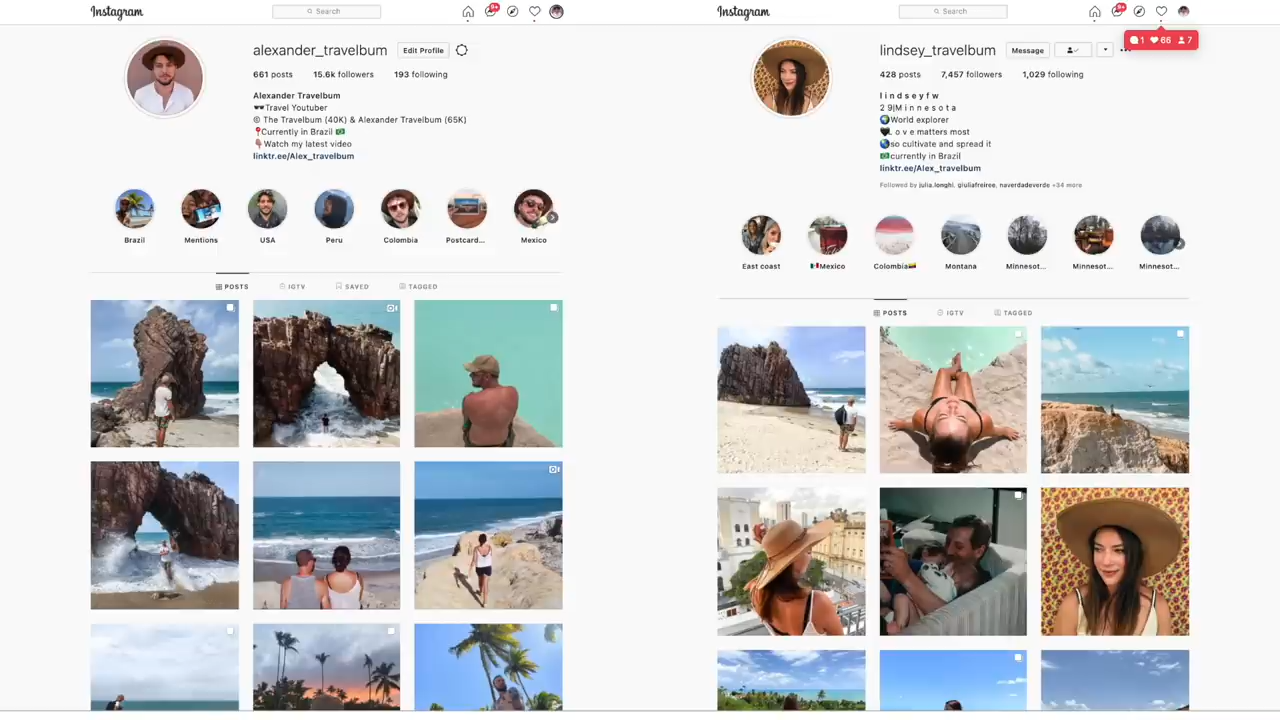 Instagram
Search
9+
alexander_travelbum
Edit Profile
661 posts 15.6k followers 193 following
Alexander Travelbum
🕶Travel Youtuber
© The Travelbum (40K) & Alexander Travelbum (65K)
📍Currently in Brazil 🇧🇷
👇Watch my latest video
linktr.ee/Alex_travelbum
Brazil Mentions USA Peru Colombia Postcard... Mexico
POSTS IGTV SAVED TAGGED
Instagram
Search
9+
1 66 7
lindsey_travelbum
Message
428 posts 7,457 followers 1,029 following
l i n d s e y f w
2 9|M i n n e s o t a
🌍World explorer
🖤L o v e matters most
🌎so cultivate and spread it
🇧🇷currently in Brazil
linktr.ee/Alex_travelbum
Followed by julia.longhi, giuliafreiree, naverdadeverde +34 more
East coast 🇲🇽Mexico Colombia🇨🇴 Montana Minnesot... Minnesot... Minnesot...
POSTS IGTV TAGGED